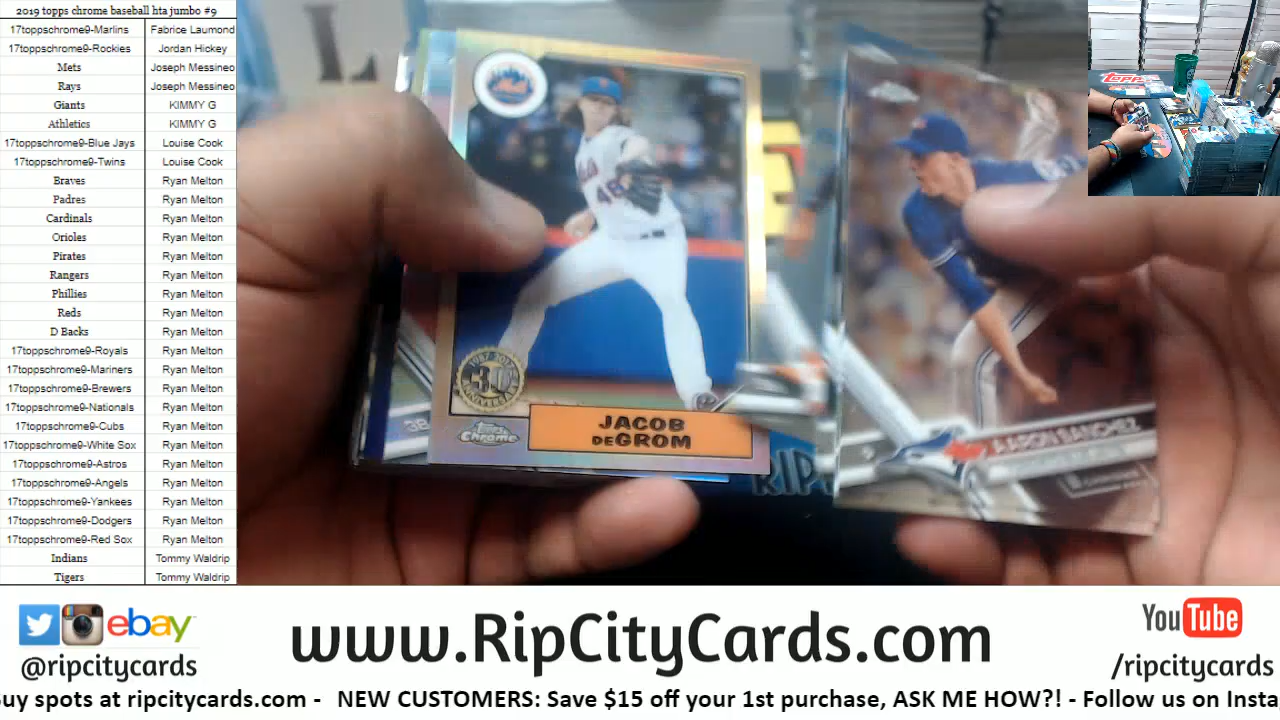 2019 topps chrome baseball hta jumbo #9
17toppschrome9-Marlins Fabrice Laumond
17toppschrome9-Rockies Jordan Hickey
Mets Joseph Messineo
Rays Joseph Messineo
Giants KIMMY G
Athletics KIMMY G
17toppschrome9-Blue Jays Louise Cook
17toppschrome9-Twins Louise Cook
Braves Ryan Melton
Padres Ryan Melton
Cardinals Ryan Melton
Orioles Ryan Melton
Pirates Ryan Melton
Rangers Ryan Melton
Phillies Ryan Melton
Reds Ryan Melton
D Backs Ryan Melton
17toppschrome9-Royals Ryan Melton
17toppschrome9-Mariners Ryan Melton
17toppschrome9-Brewers Ryan Melton
17toppschrome9-Nationals Ryan Melton
17toppschrome9-Cubs Ryan Melton
17toppschrome9-White Sox Ryan Melton
17toppschrome9-Astros Ryan Melton
17toppschrome9-Angels Ryan Melton
17toppschrome9-Yankees Ryan Melton
17toppschrome9-Dodgers Ryan Melton
17toppschrome9-Red Sox Ryan Melton
Indians Tommy Waldrip
Tigers Tommy Waldrip
48
30
Topps Chrome
JACOB
DEGROM
3B
AARON SANCHEZ
RIP
topps
ebay
@ripcitycards
www.RipCityCards.com
YouTube
/ripcitycards
Buy spots at ripcitycards.com - NEW CUSTOMERS: Save $15 off your 1st purchase, ASK ME HOW?! - Follow us on Insta